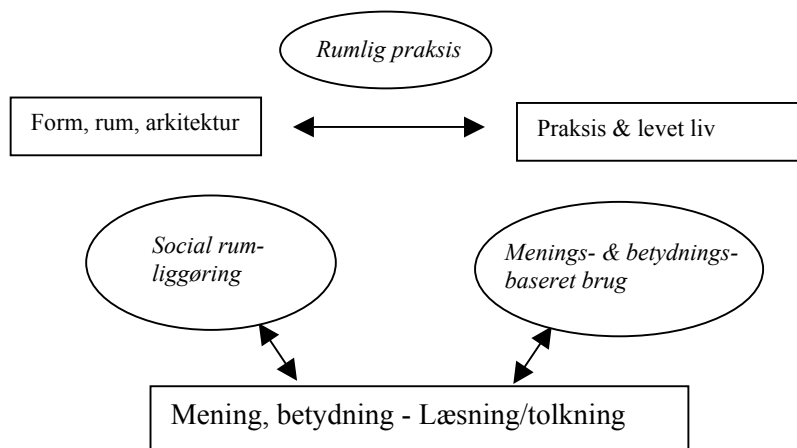 Rumlig praksis
Form, rum, arkitektur
Praksis & levet liv
Social rum-
liggøring
Menings- & betydnings-
baseret brug
Mening, betydning - Læsning/tolkning